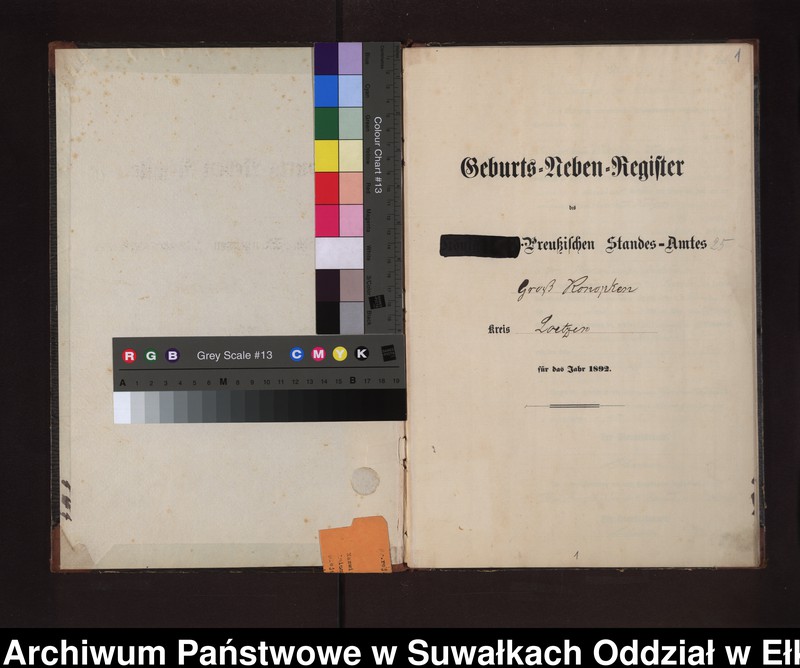 1
Geburts-Neben-Register
des
-Preußischen Standes-Amtes 25
Groß Konopken
Kreis Loetzen
für das Jahr 1892.
1
Colour Chart #13
R G B Grey Scale #13 C M Y K
A 1 2 3 4 5 6 M 8 9 10 11 12 13 14 15 B 17 18 19
Archiwum Państwowe w Suwałkach Oddział w Eł